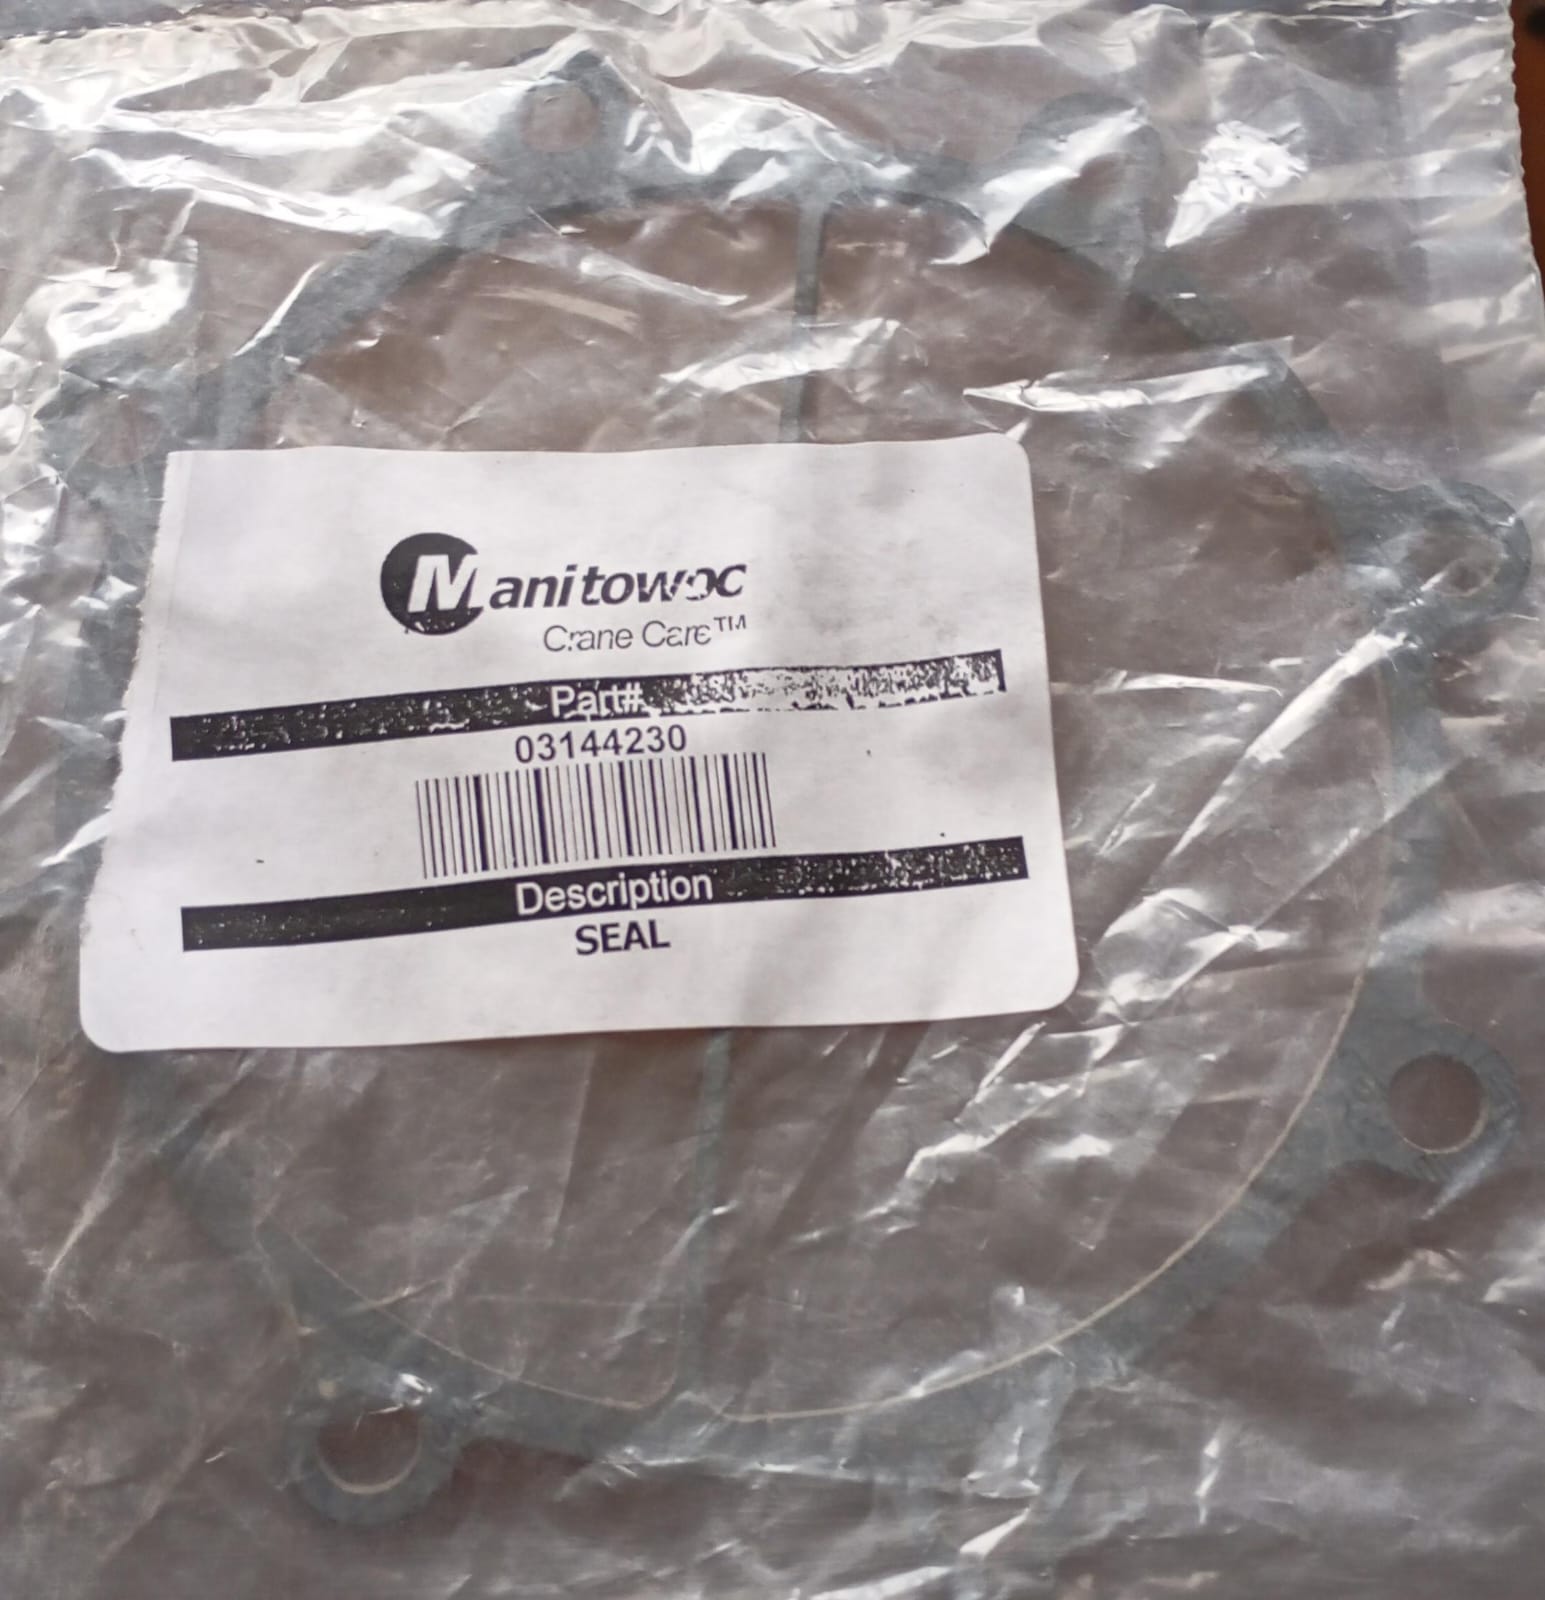 Manitowoc
Crane Care™
Part#
03144230
Description
SEAL